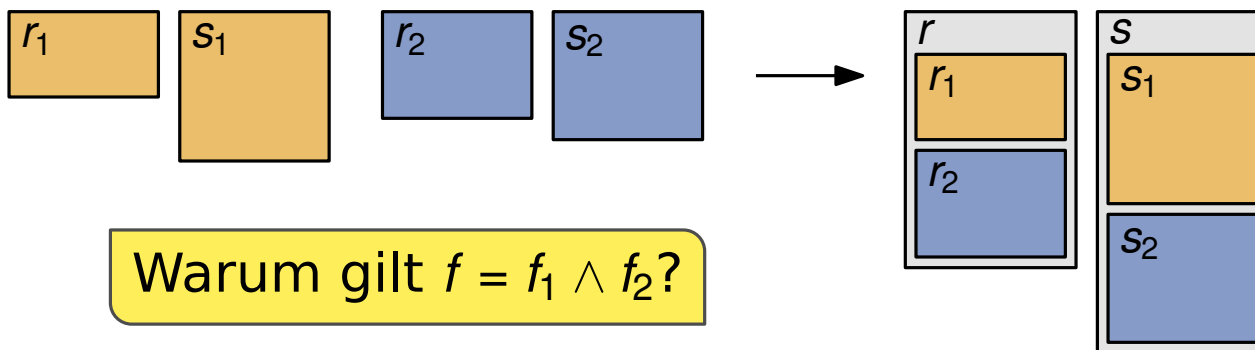 r₁ s₁ r₂ s₂ r s
r₁ s₁
r₂ s₂
Warum gilt f = f₁ ∧ f₂?